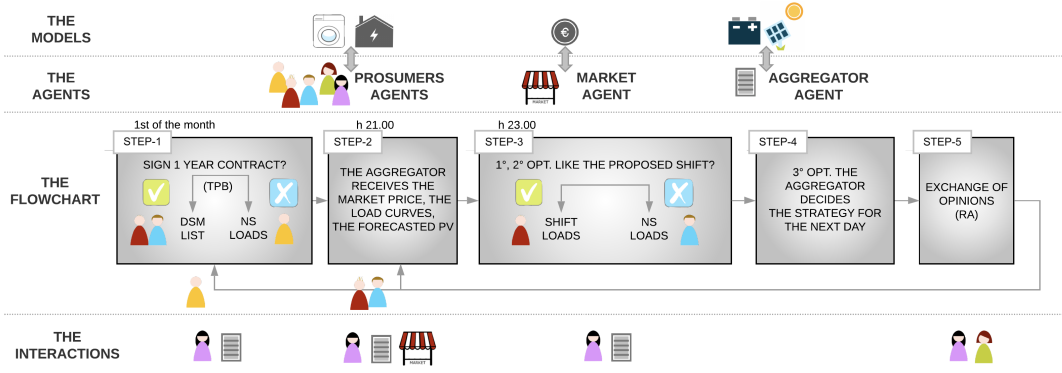 THE
MODELS
€
THE
AGENTS
PROSUMERS
AGENTS
MARKET
MARKET
AGENT
AGGREGATOR
AGENT
THE
FLOWCHART
1st of the month
STEP-1
SIGN 1 YEAR CONTRACT?
(TPB)
DSM
LIST
NS
LOADS
h 21.00
STEP-2
THE AGGREGATOR
RECEIVES THE
MARKET PRICE, THE
LOAD CURVES,
THE FORECASTED PV
h 23.00
STEP-3
1°, 2° OPT. LIKE THE PROPOSED SHIFT?
SHIFT
LOADS
NS
LOADS
STEP-4
3° OPT. THE
AGGREGATOR
DECIDES
THE STRATEGY FOR
THE NEXT DAY
STEP-5
EXCHANGE OF
OPINIONS
(RA)
THE
INTERACTIONS
MARKET